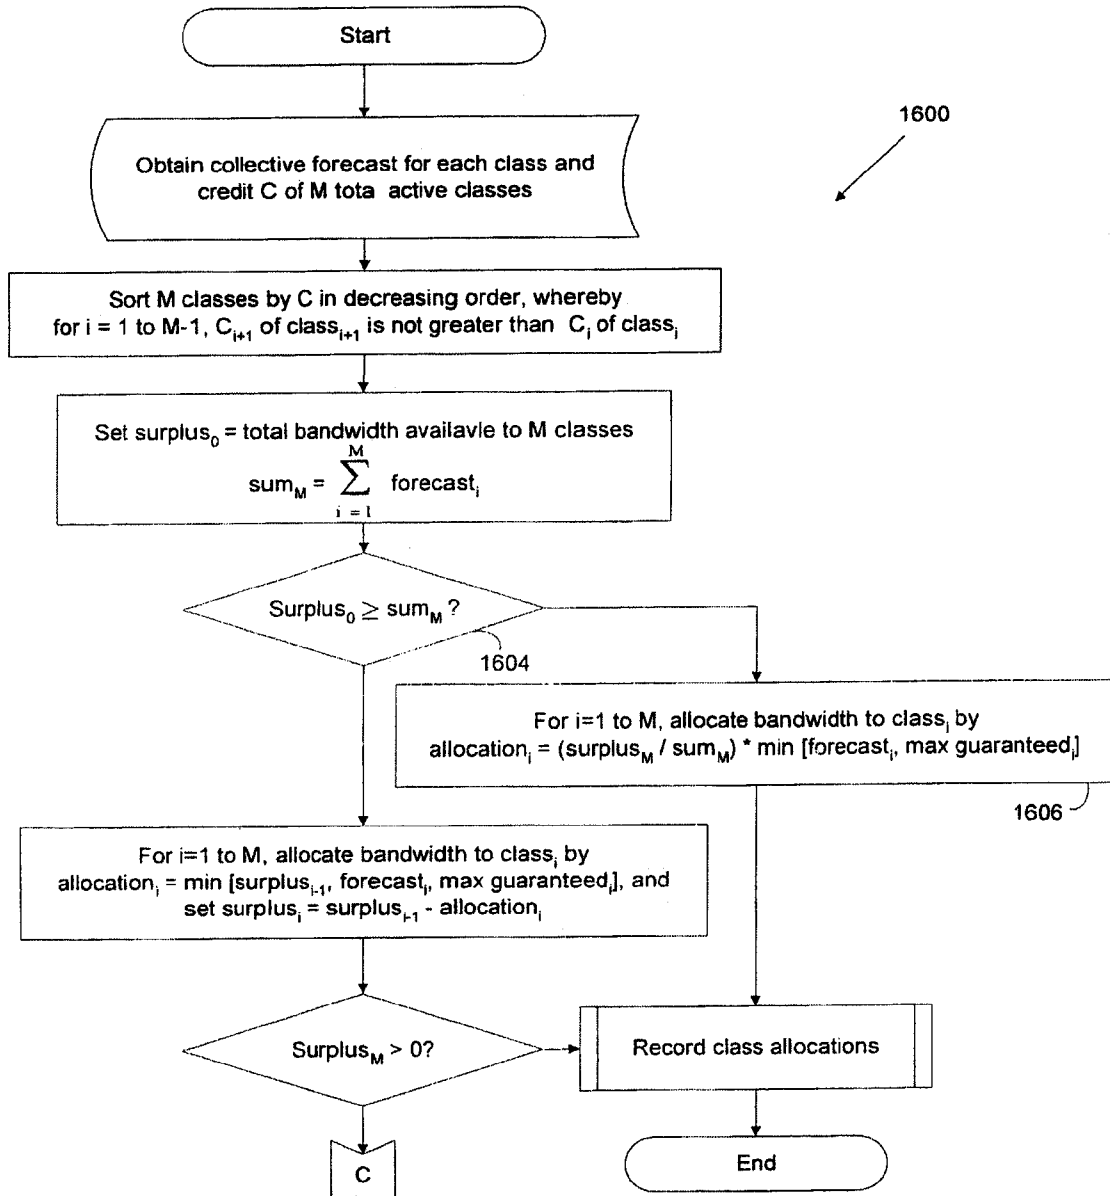 Start
1600
Obtain collective forecast for each class and
credit C of M tota active classes
Sort M classes by C in decreasing order, whereby
for i = 1 to M-1, C_{i+1} of class_{i+1} is not greater than C_i of class_i
Set surplus_0 = total bandwidth availavle to M classes
sum_M = \sum_{i = 1}^{M} forecast_i
Surplus_0 ≥ sum_M ?
1604
For i=1 to M, allocate bandwidth to class_i by
allocation_i = (surplus_M / sum_M) * min [forecast_i, max guaranteed_i]
1606
For i=1 to M, allocate bandwidth to class_i by
allocation_i = min [surplus_{i-1}, forecast_i, max guaranteed_i], and
set surplus_i = surplus_{i-1} - allocation_i
Surplus_M > 0?
Record class allocations
C
End